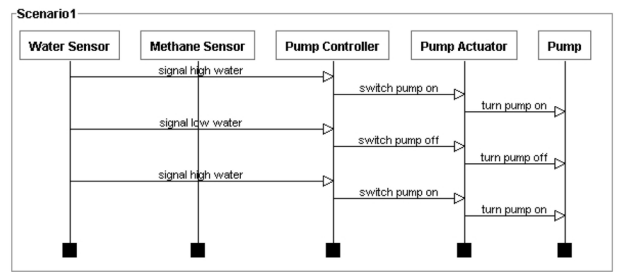 Scenario1
Water Sensor Methane Sensor Pump Controller Pump Actuator Pump
signal high water
switch pump on
turn pump on
signal low water
switch pump off
turn pump off
signal high water
switch pump on
turn pump on